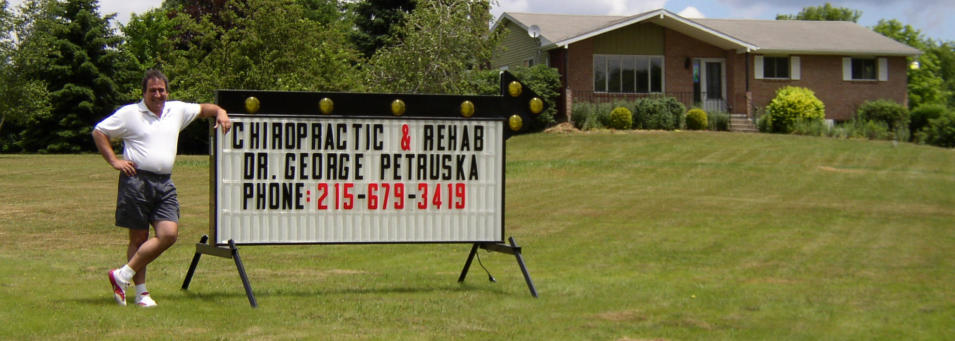 CHIROPRACTIC & REHAB
DR. GEORGE PETRUSKA
PHONE: 215-679-3419